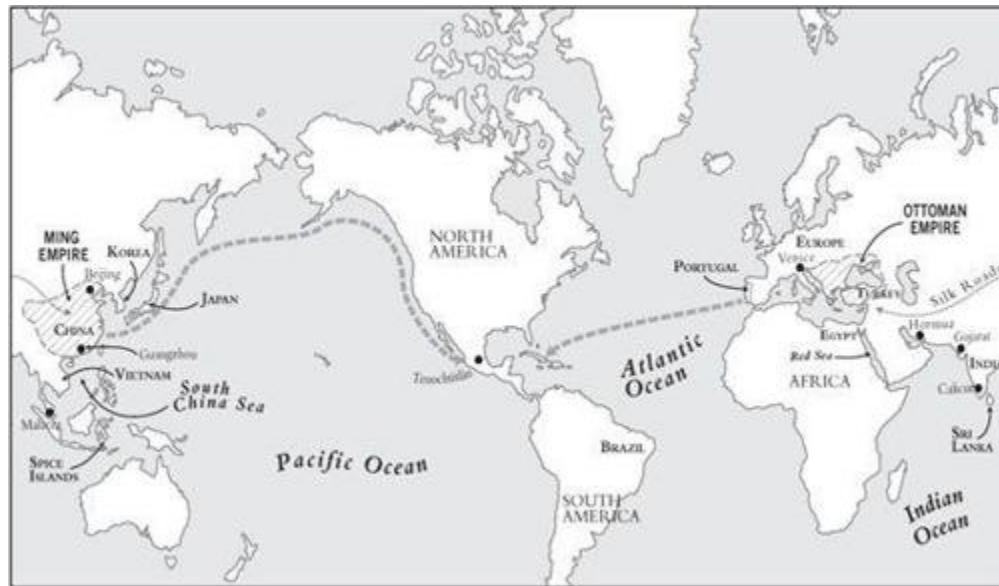 MING
EMPIRE
KOREA
Bejing
JAPAN
CHINA
Guangzhou
VIETNAM
South
China Sea
Malacca
SPICE
ISLANDS
Pacific Ocean
NORTH
AMERICA
Tenochtitlan
SOUTH
AMERICA
BRAZIL
Atlantic
Ocean
PORTUGAL
EUROPE
Venice
OTTOMAN
EMPIRE
TURKEY
Silk Roads
EGYPT
Red Sea
AFRICA
Hormuz
Gujarat
INDIA
Calicut
SRI
LANKA
Indian
Ocean